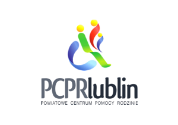 PCPRlublin
POWIATOWE CENTRUM POMOCY RODZINIE